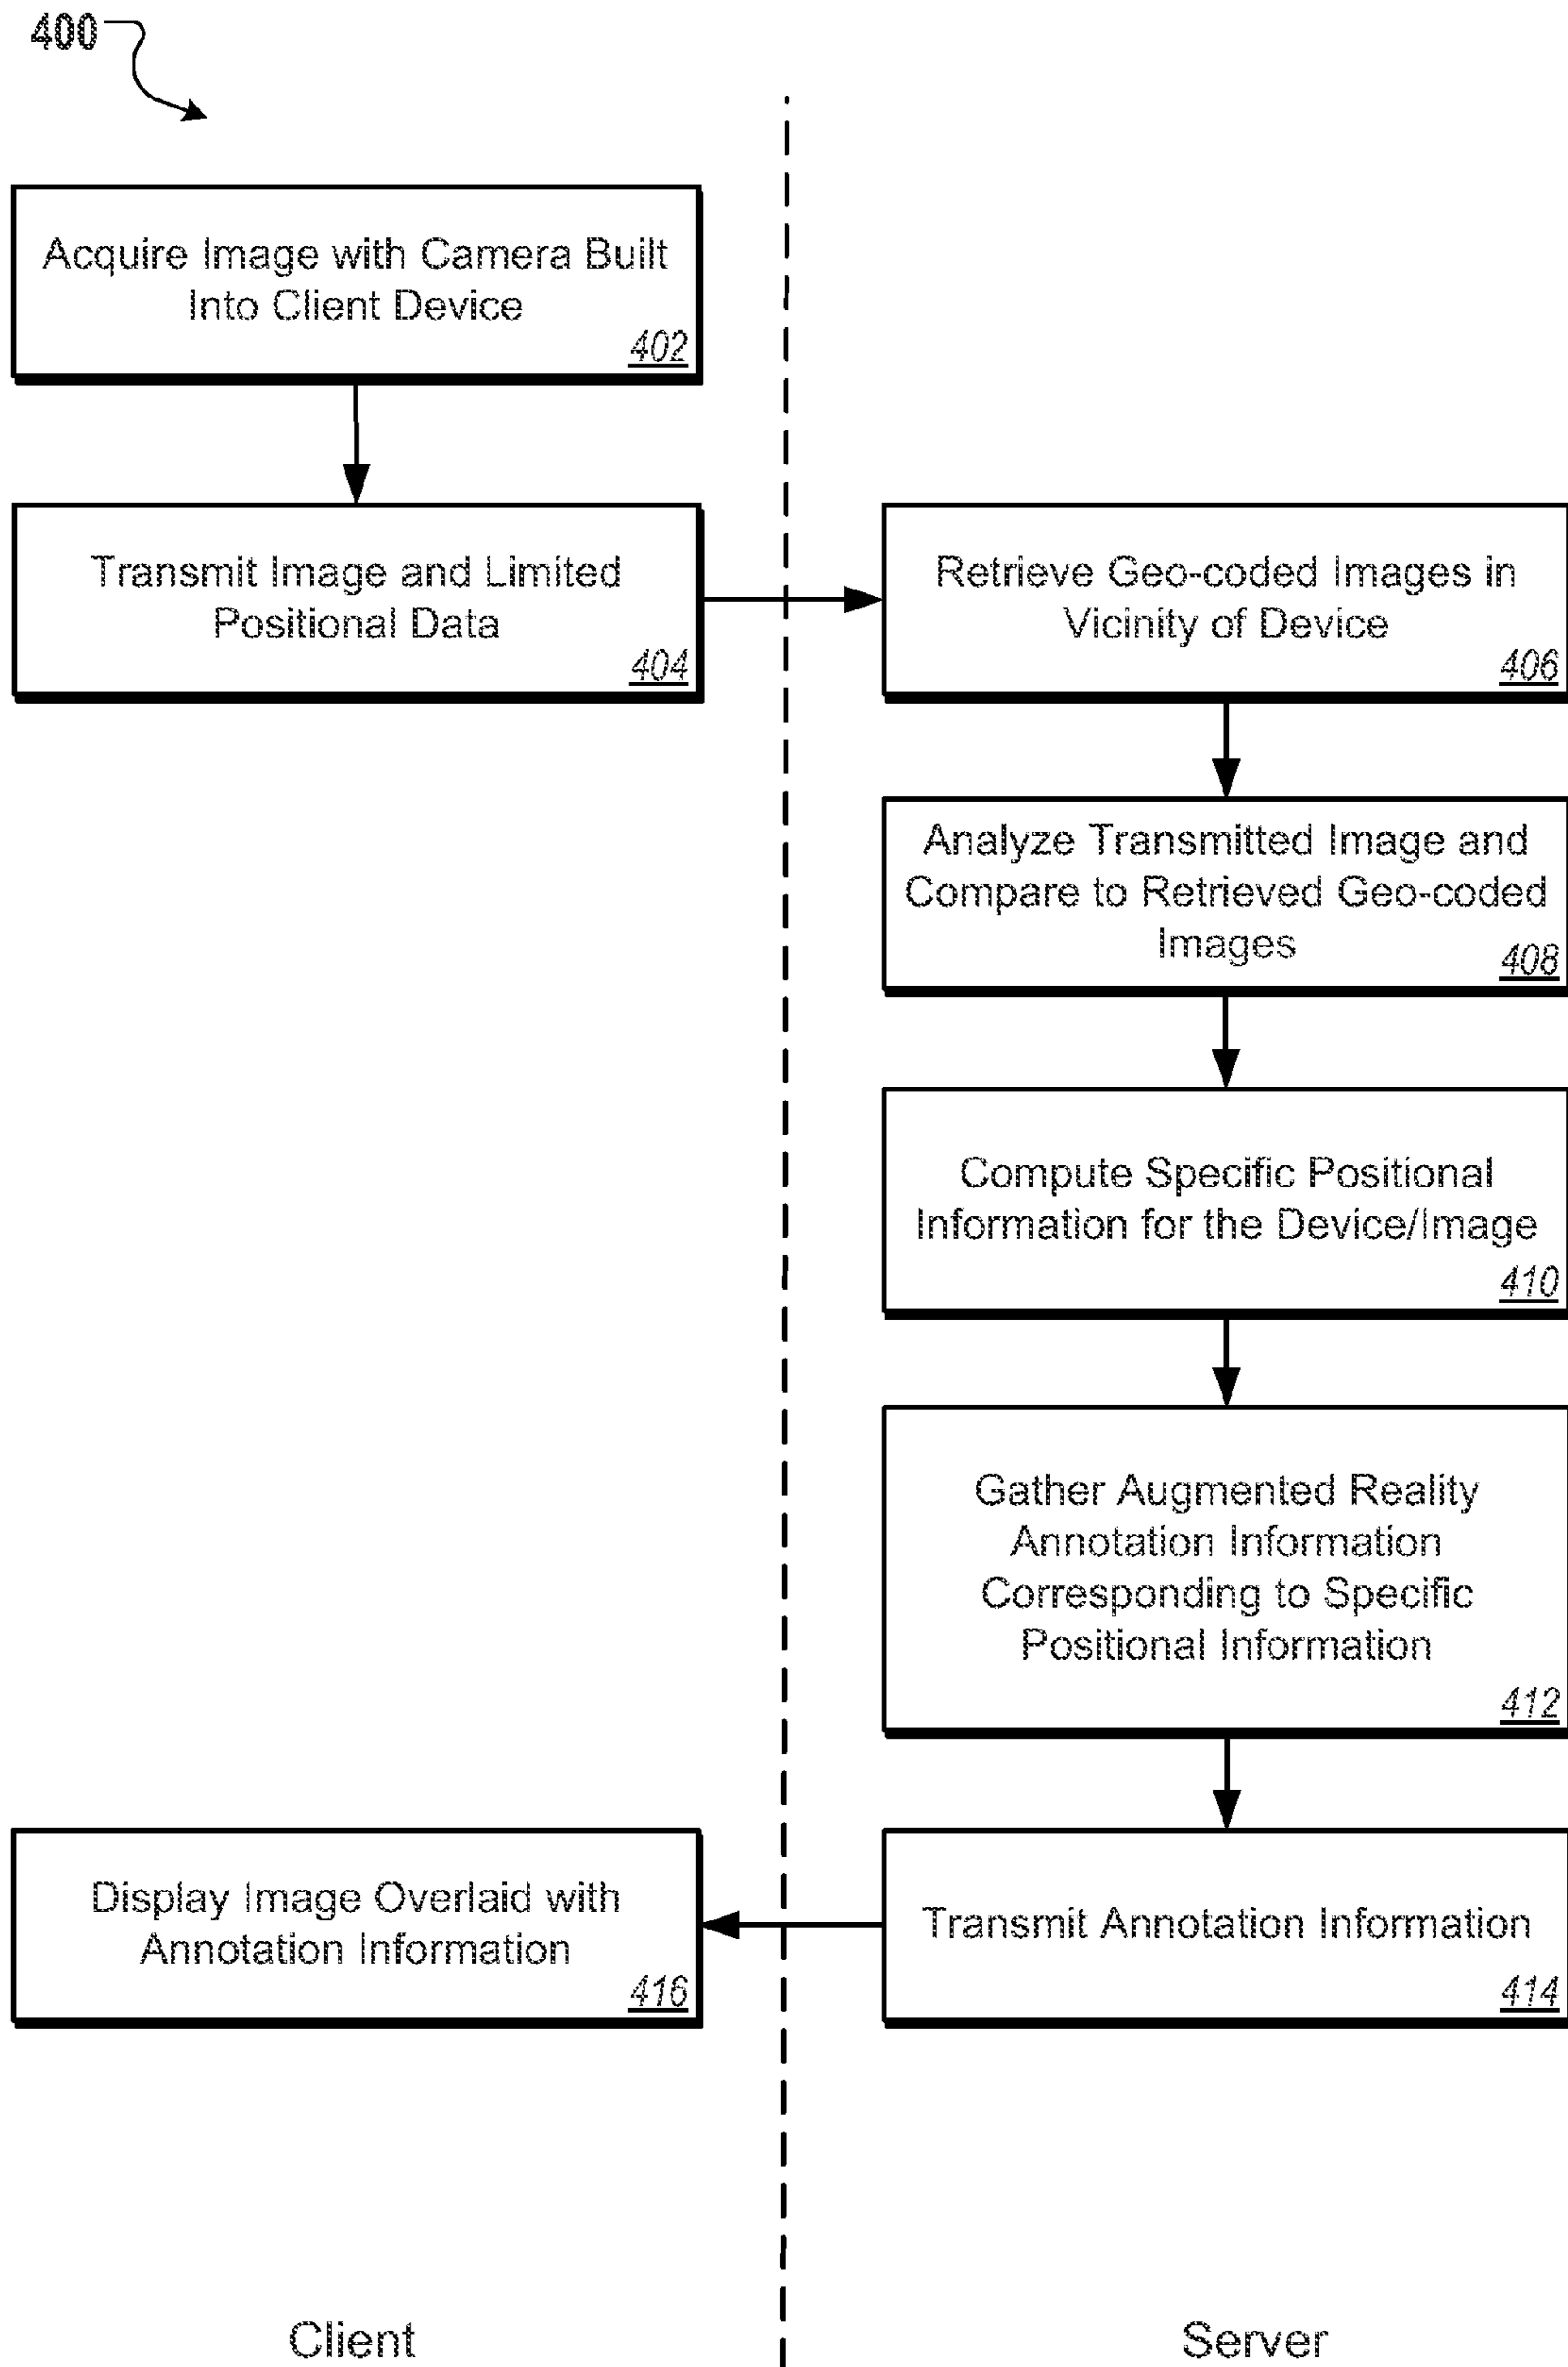 400
Acquire Image with Camera Built
Into Client Device
402
Transmit Image and Limited
Positional Data
404
Retrieve Geo-coded Images in
Vicinity of Device
406
Analyze Transmitted Image and
Compare to Retrieved Geo-coded
Images
408
Compute Specific Positional
Information for the Device/Image
410
Gather Augmented Reality
Annotation Information
Corresponding to Specific
Positional Information
412
Transmit Annotation Information
414
Display Image Overlaid with
Annotation Information
416
Client
Server